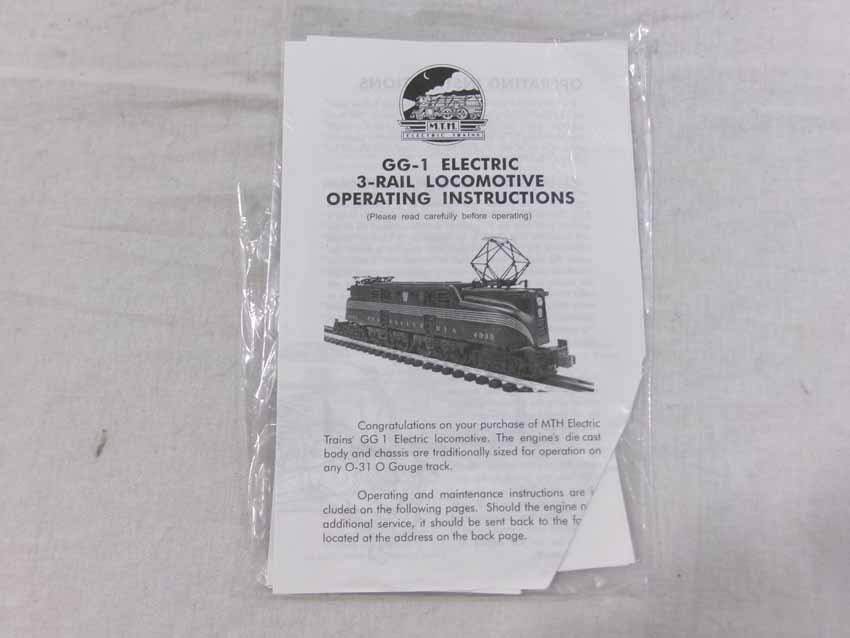 M.T.H.
ELECTRIC TRAINS
GG-1 ELECTRIC
3-RAIL LOCOMOTIVE
OPERATING INSTRUCTIONS
(Please read carefully before operating)
Congratulations on your purchase of MTH Electric
Trains' GG1 Electric locomotive. The engine's die cast
body and chassis are traditionally sized for operation on
any O-31 O Gauge track.
Operating and maintenance instructions are
cluded on the following pages. Should the engine
additional service, it should be sent back to the
located at the address on the back page.